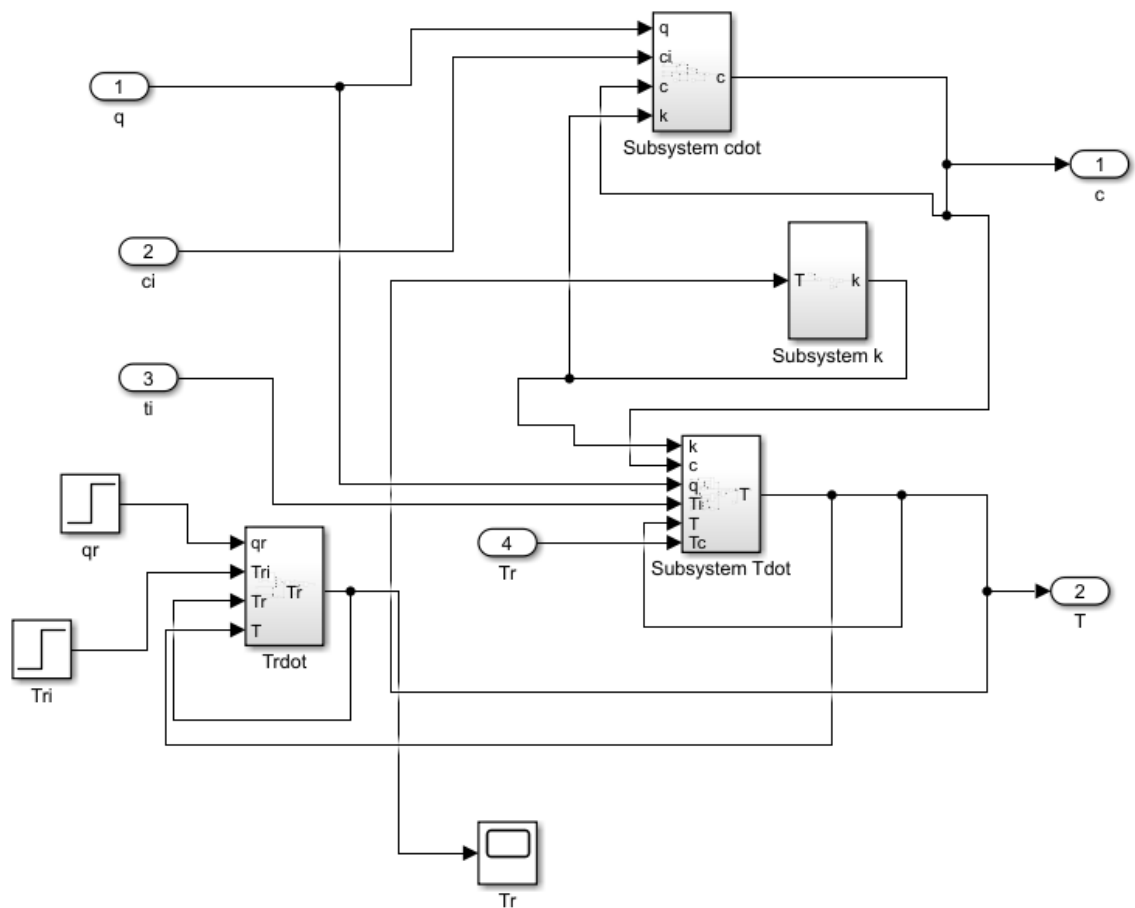 q
ci
c
k
c
Subsystem cdot
1
q
1
c
2
ci
T
k
Subsystem k
3
ti
k
c
q
Ti
T
Tc
T
Subsystem Tdot
qr
4
Tr
qr
Tri
Tr
T
Tr
Trdot
2
T
Tri
Tr